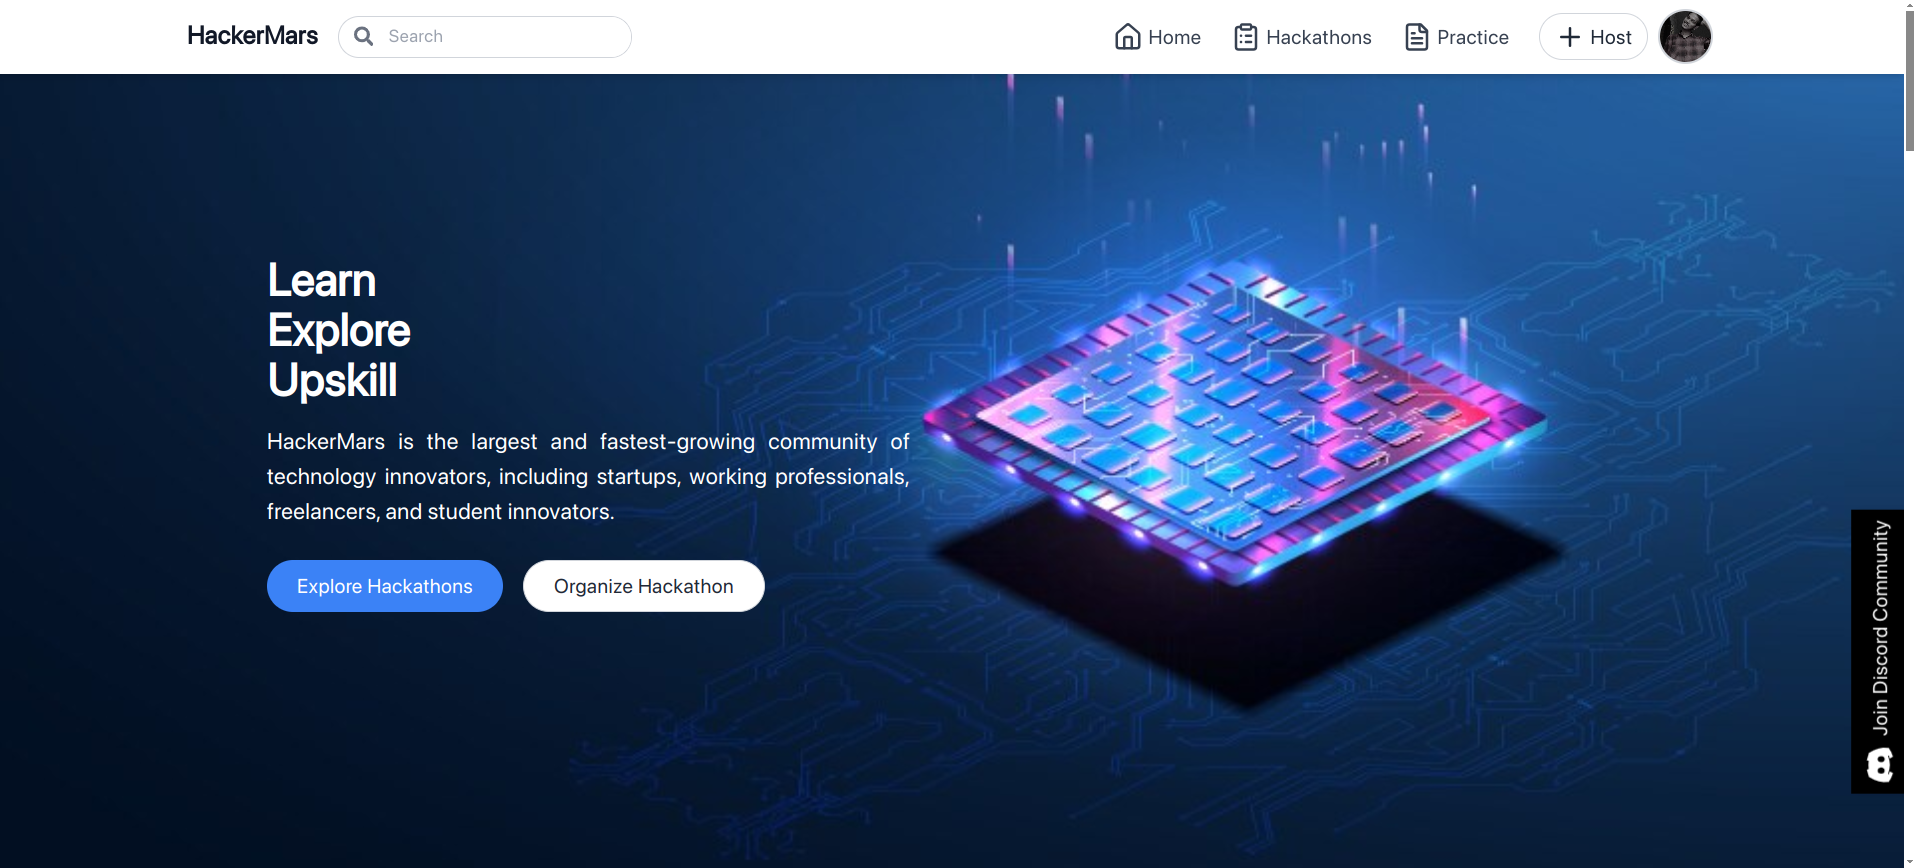 HackerMars
Search
Home
Hackathons
Practice
Host
Learn
Explore
Upskill
HackerMars is the largest and fastest-growing community of
technology innovators, including startups, working professionals,
freelancers, and student innovators.
Explore Hackathons
Organize Hackathon
Join Discord Community